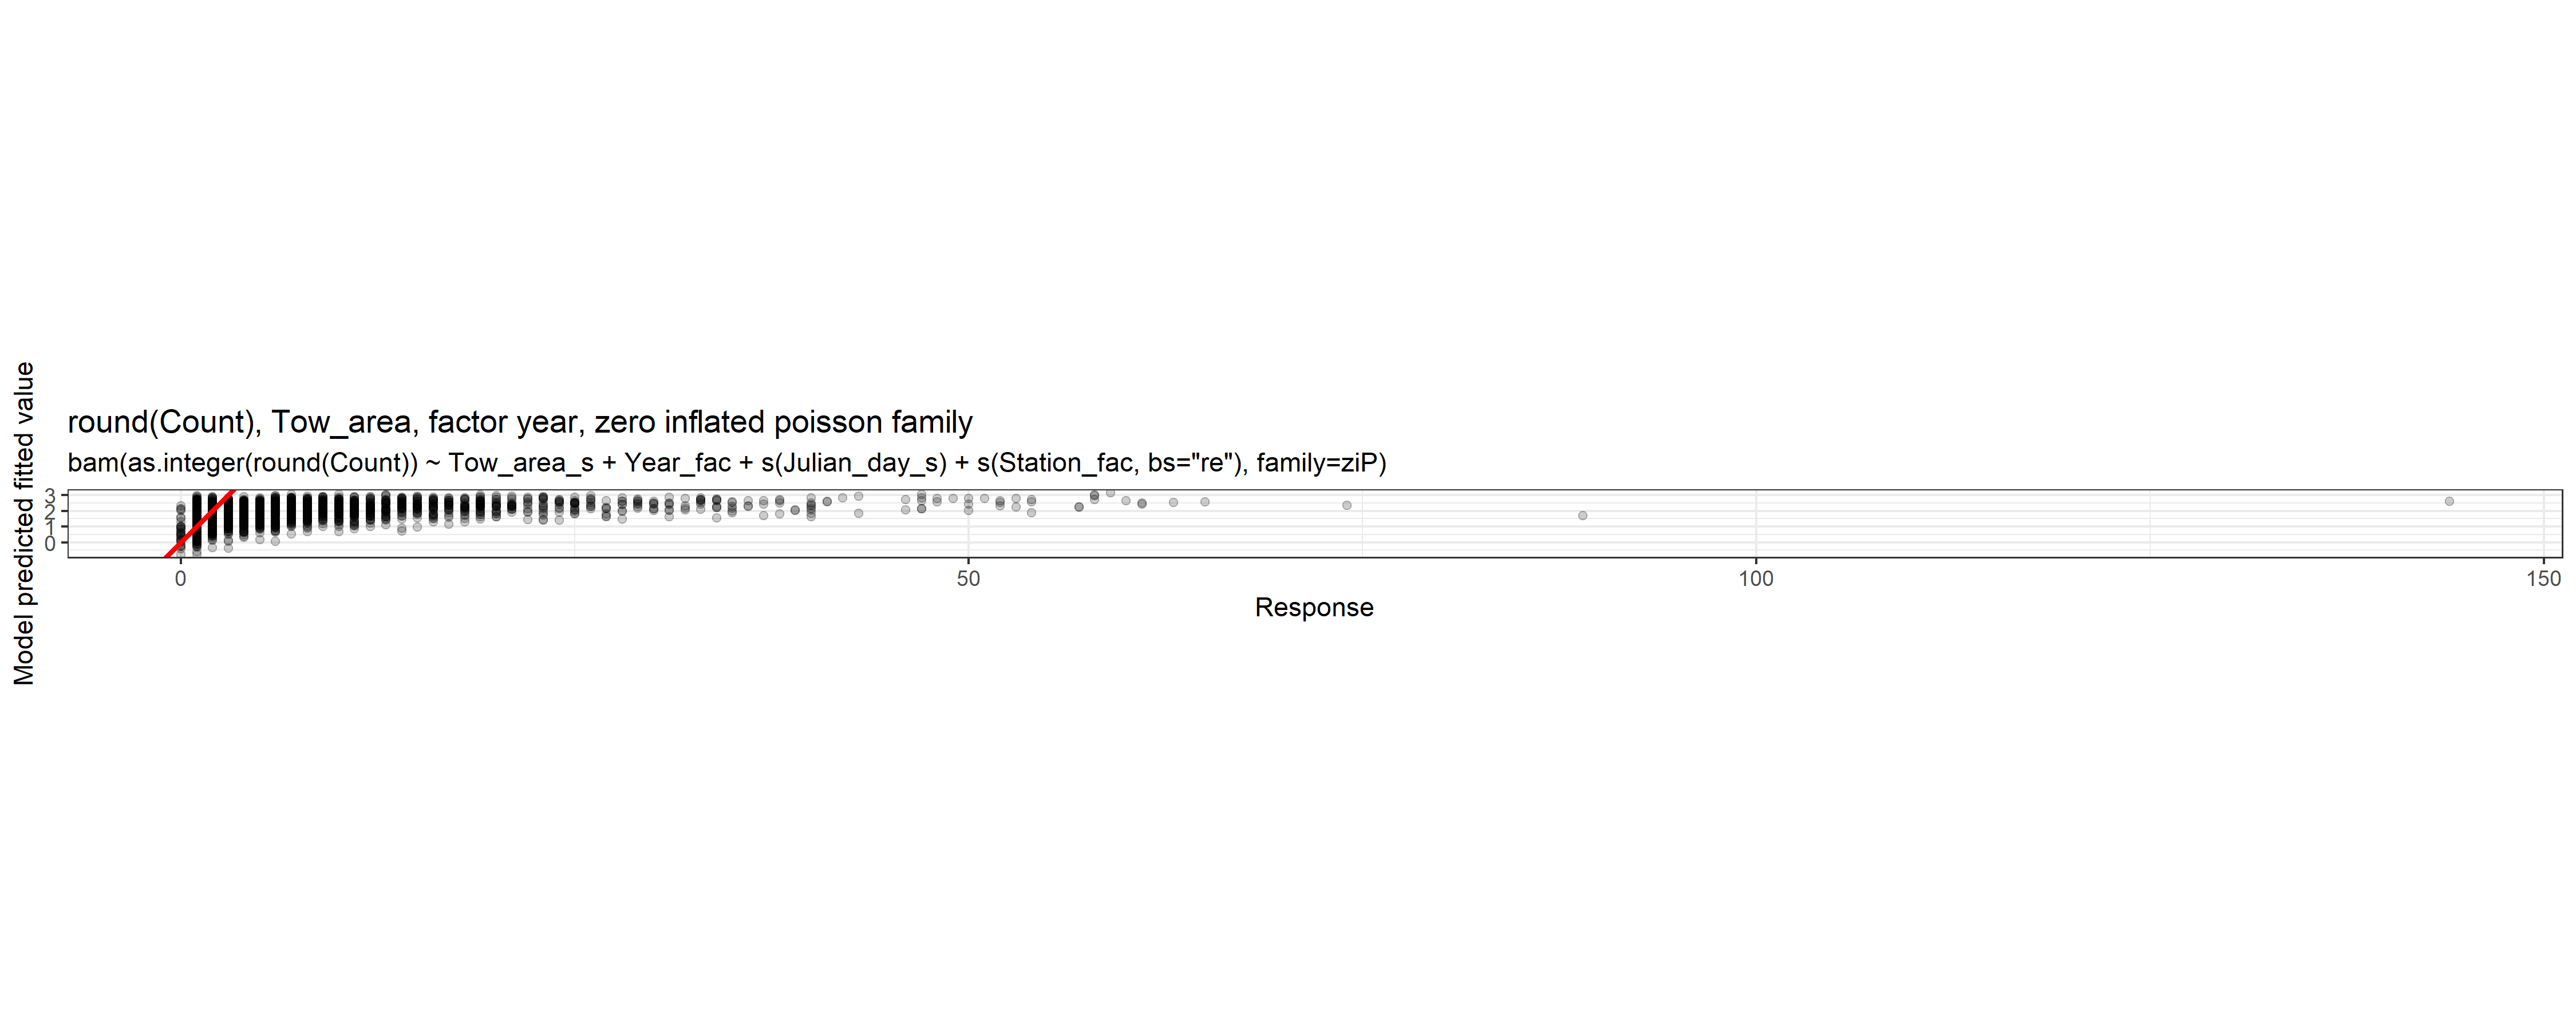 round(Count), Tow_area, factor year, zero inflated poisson family
bam(as.integer(round(Count)) ~ Tow_area_s + Year_fac + s(Julian_day_s) + s(Station_fac, bs="re"), family=ziP)
Model predicted fitted value
3
2
1
0
0
50
100
150
Response